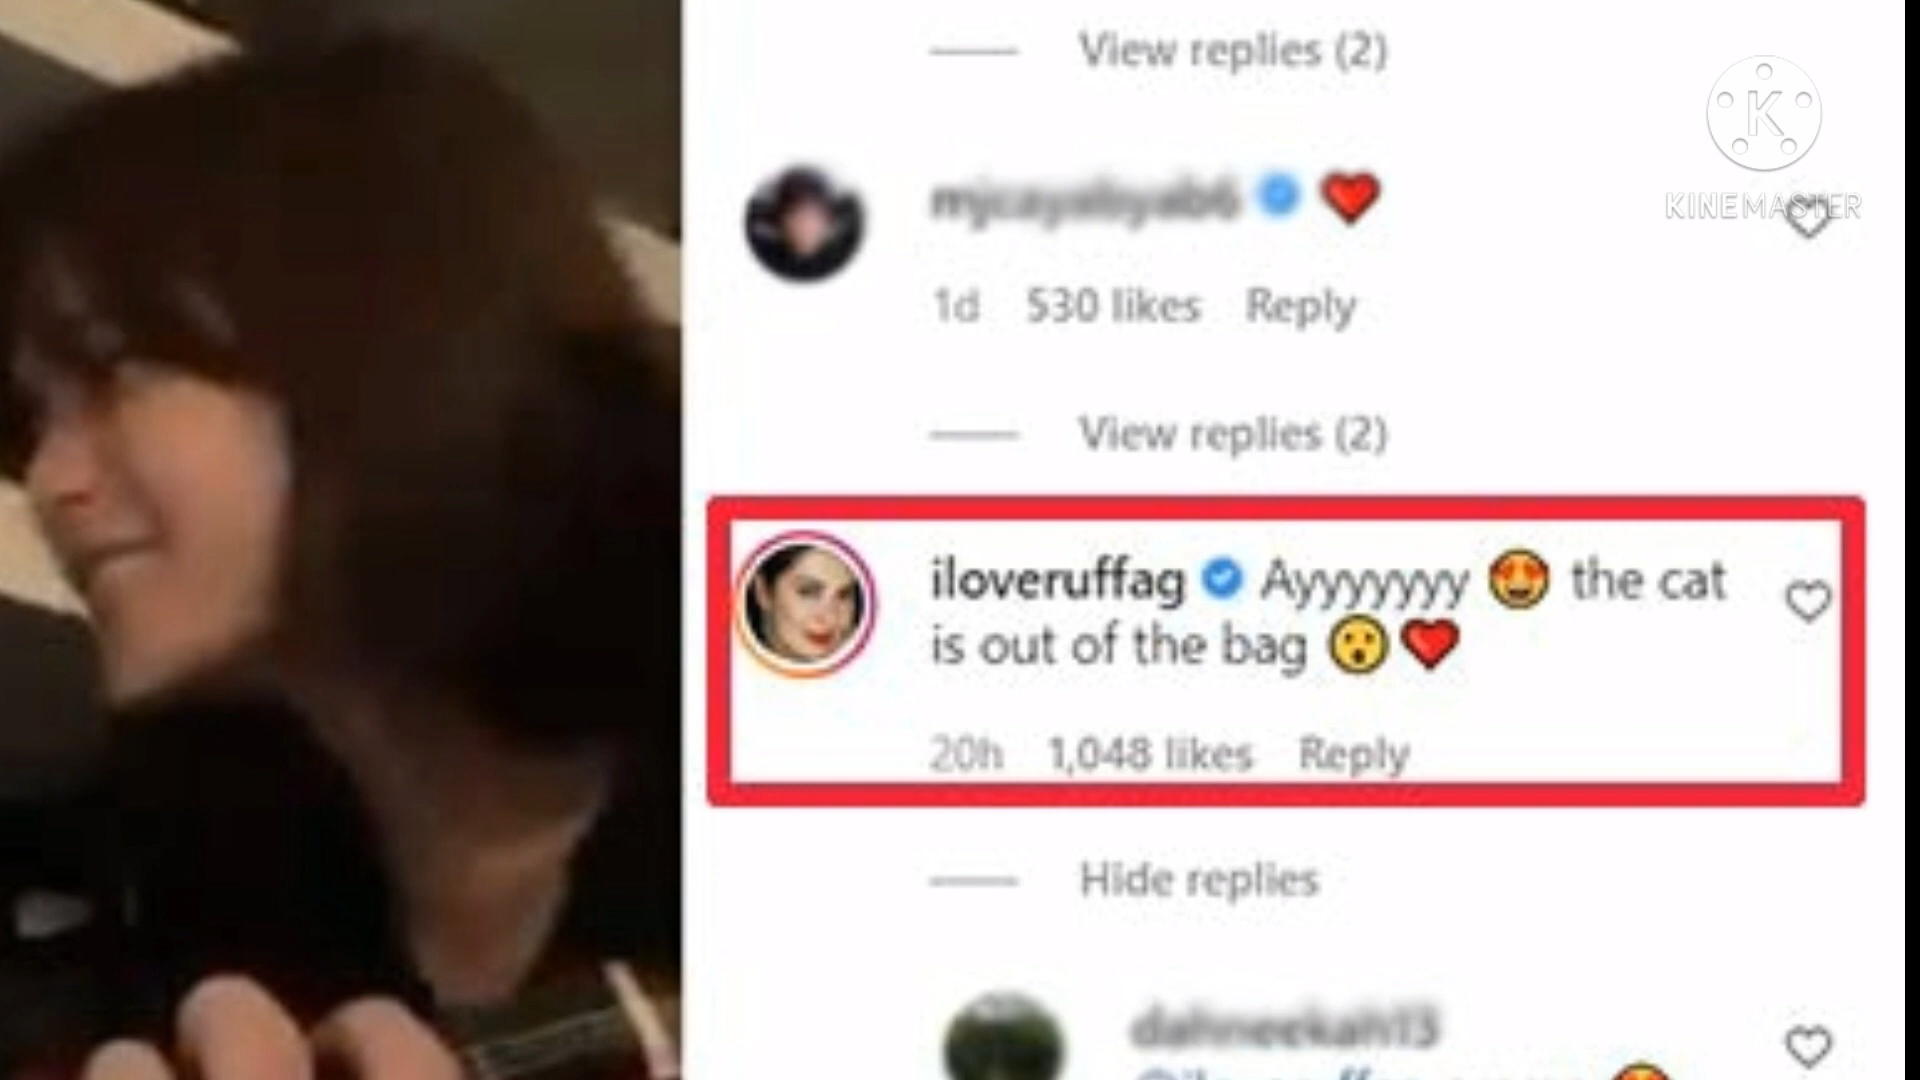 View replies (2)
KINEMASTER
1d 530 likes Reply
View replies (2)
iloveruffag Ayyyyyyy 😍 the cat
is out of the bag 😮❤️
20h 1,048 likes Reply
Hide replies